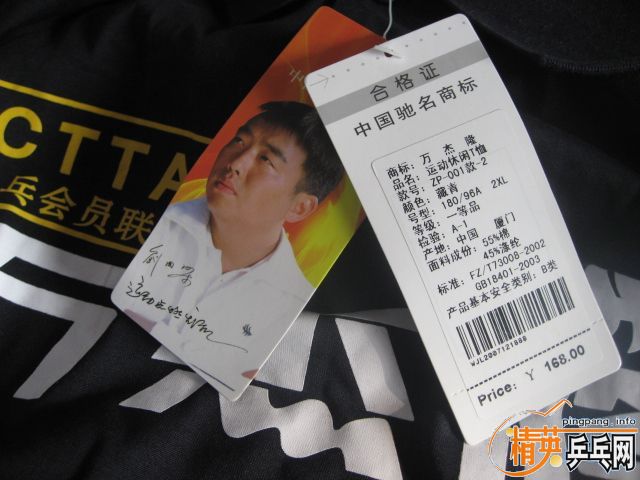 CTTA
乒会员联
合格证
中国驰名商标
商标: 万杰隆
品名: 运动休闲T恤
款号: ZP-001款-2
颜色: 藏青
号型: 180/96A 2XL
等级: 一等品
检验: A-1
产地: 中国 厦门
面料成份: 55%棉
45%涤纶
标准: FZ/T73008-2002
GB18401-2003
产品基本安全类别: B类
WJL2007121000
Price: ¥ 168.00
pingpang.info
精英乒乓网